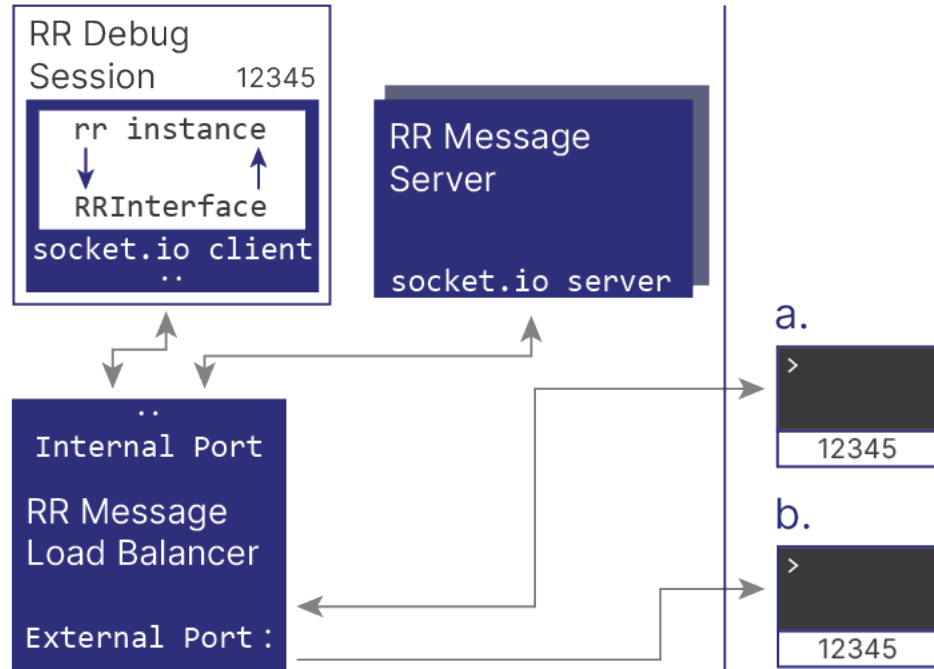 RR Debug
Session 12345
rr instance
RRInterface
socket.io client
..
RR Message
Server
socket.io server
..
Internal Port
RR Message
Load Balancer
External Port :
a.
>
12345
b.
>
12345